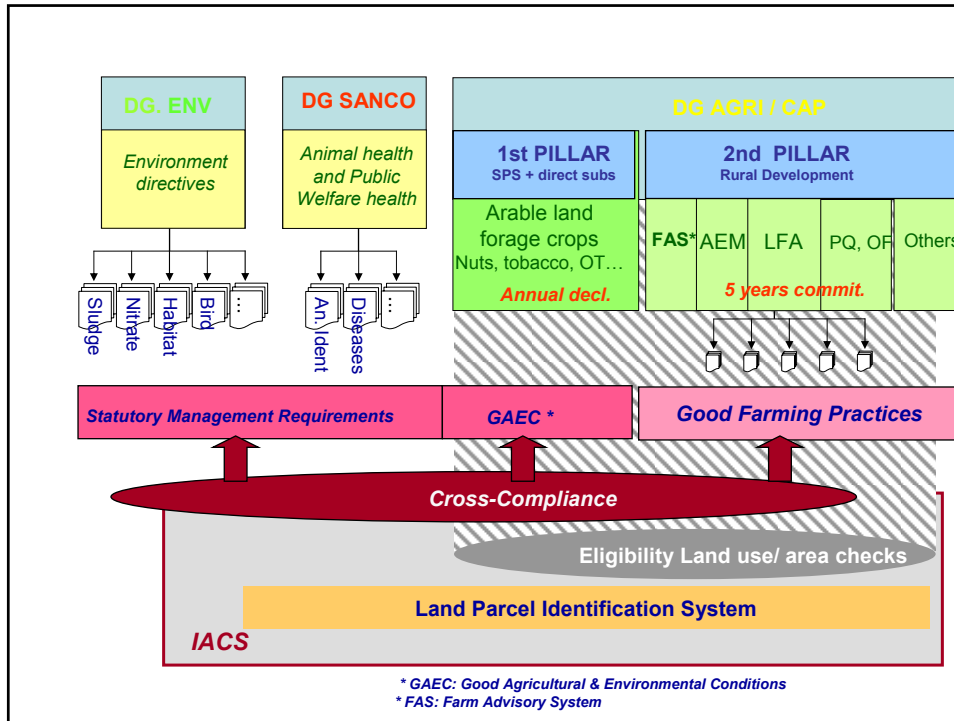 DG. ENV
DG SANCO
DG AGRI / CAP
Environment
directives
Animal health
and Public
Welfare health
1st PILLAR
SPS + direct subs
2nd PILLAR
Rural Development
Arable land
forage crops
Nuts, tobacco, OT…
Annual decl.
FAS*
AEM
LFA
PQ, OF
Others
5 years commit.
Sludge
Nitrate
Habitat
Bird
...
An. Ident
Diseases
...
Statutory Management Requirements
GAEC *
Good Farming Practices
Cross-Compliance
Eligibility Land use/ area checks
Land Parcel Identification System
IACS
* GAEC: Good Agricultural & Environmental Conditions
* FAS: Farm Advisory System